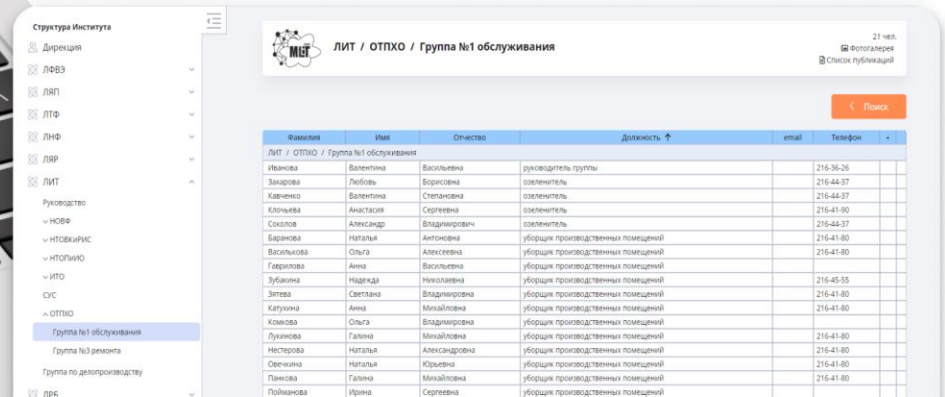 Структура Института
Дирекция
ЛФВЭ
ЛЯП
ЛТФ
ЛНФ
ЛЯР
ЛИТ
Руководство
НОВФ
НТОВКиРИС
НТОПиИО
ИТО
СУС
ОТПХО
Группа №1 обслуживания
Группа №3 ремонта
Группа по делопроизводству
ЛРБ
MLIT
ЛИТ / ОТПХО / Группа №1 обслуживания
21 чел.
Фотогалерея
Список публикаций
Поиск
Фамилия Имя Отчество Должность ↑ email Телефон +
ЛИТ / ОТПХО / Группа №1 обслуживания
Иванова Валентина Васильевна руководитель группы 216-36-26
Захарова Любовь Борисовна озеленитель 216-44-37
Кавченко Валентина Степановна озеленитель 216-44-37
Клочьева Анастасия Сергеевна озеленитель 216-41-90
Соколов Александр Владимирович озеленитель 216-44-37
Баранова Наталья Антоновна уборщик производственных помещений 216-41-80
Василькова Ольга Алексеевна уборщик производственных помещений 216-41-80
Гаврилова Анна Васильевна уборщик производственных помещений
Зубакина Надежда Николаевна уборщик производственных помещений 216-45-55
Зятева Светлана Владимировна уборщик производственных помещений 216-41-80
Катухина Анна Михайловна уборщик производственных помещений 216-41-80
Комкова Ольга Владимировна уборщик производственных помещений
Лукинова Галина Михайловна уборщик производственных помещений 216-41-80
Нестерова Наталья Александровна уборщик производственных помещений 216-41-80
Овечкина Наталья Юрьевна уборщик производственных помещений 216-41-80
Панкова Галина Михайловна уборщик производственных помещений 216-41-80
Пойманова Ирина Сергеевна уборщик производственных помещений